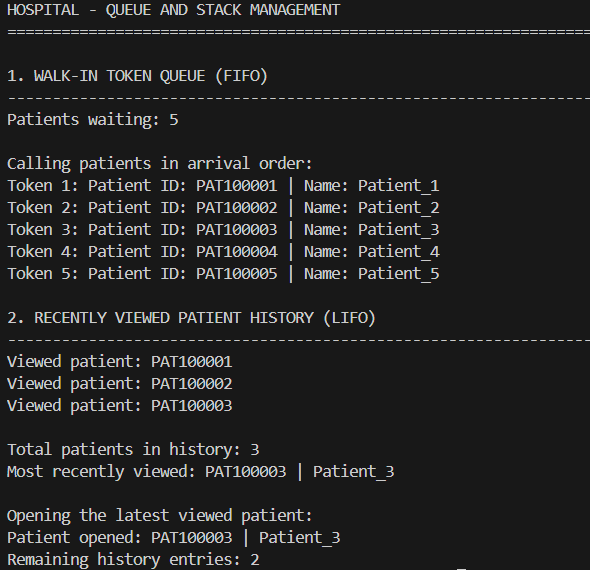 HOSPITAL - QUEUE AND STACK MANAGEMENT
=================================================================
1. WALK-IN TOKEN QUEUE (FIFO)
-----------------------------------------------------------------
Patients waiting: 5
Calling patients in arrival order:
Token 1: Patient ID: PAT100001 | Name: Patient_1
Token 2: Patient ID: PAT100002 | Name: Patient_2
Token 3: Patient ID: PAT100003 | Name: Patient_3
Token 4: Patient ID: PAT100004 | Name: Patient_4
Token 5: Patient ID: PAT100005 | Name: Patient_5
2. RECENTLY VIEWED PATIENT HISTORY (LIFO)
-----------------------------------------------------------------
Viewed patient: PAT100001
Viewed patient: PAT100002
Viewed patient: PAT100003
Total patients in history: 3
Most recently viewed: PAT100003 | Patient_3
Opening the latest viewed patient:
Patient opened: PAT100003 | Patient_3
Remaining history entries: 2